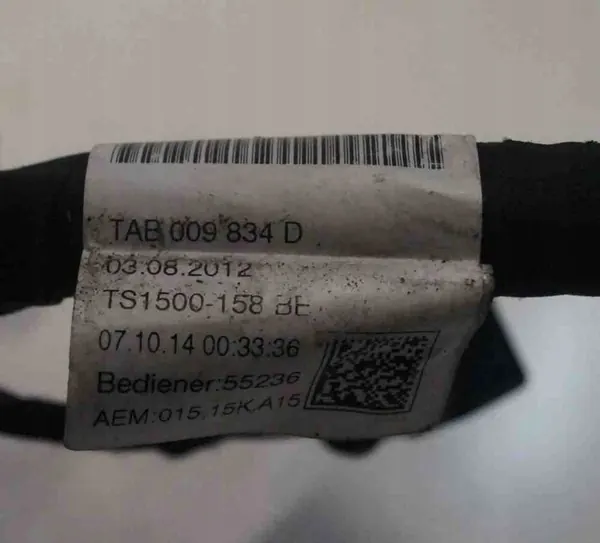 TAB 009 834 D
03.08.2012
TS1500-158 BE
07.10.14 00:33:36
Bediener:55236
AEM:015.15K.A15